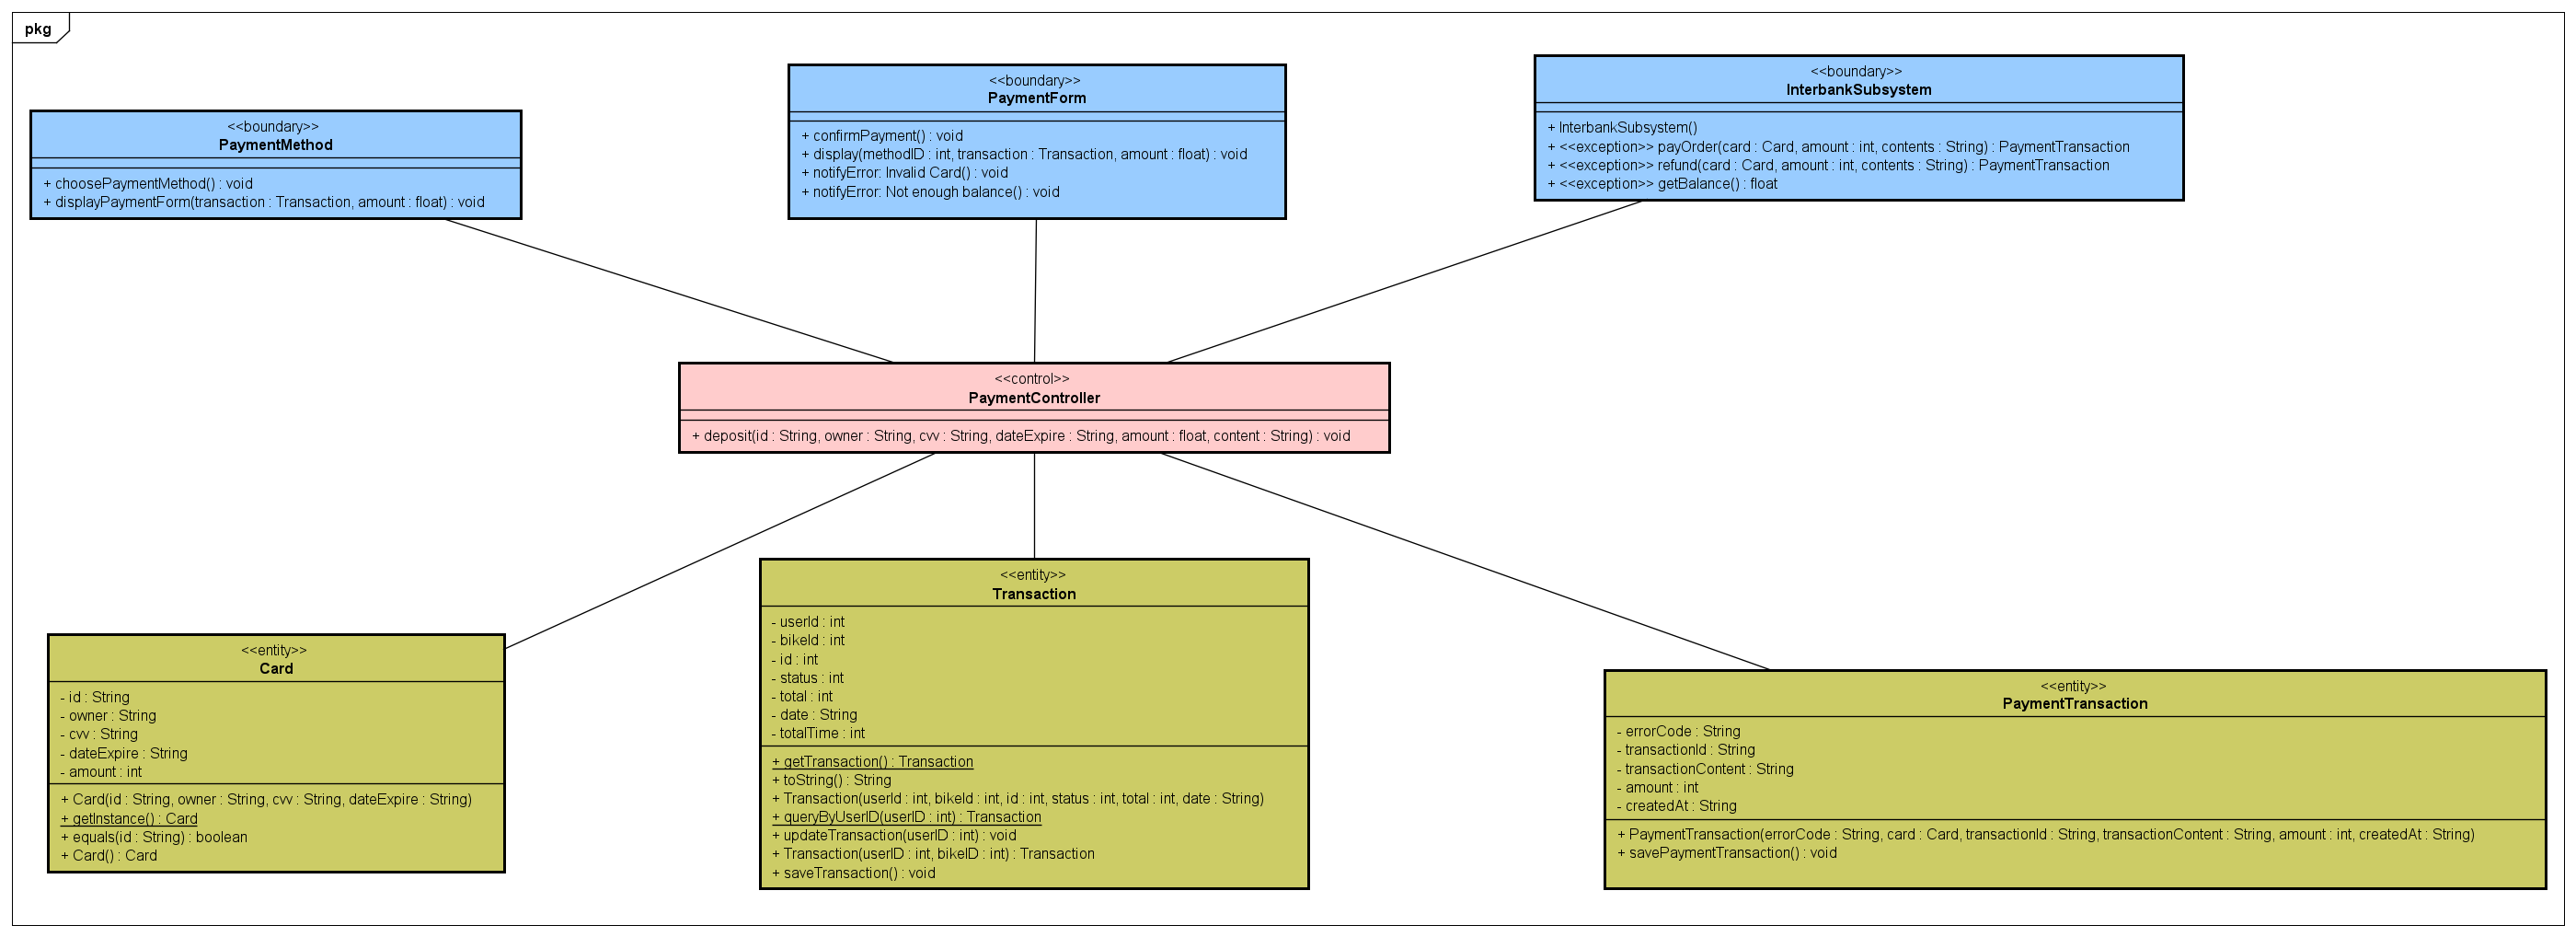 pkg
<<boundary>>
PaymentMethod
+ choosePaymentMethod() : void
+ displayPaymentForm(transaction : Transaction, amount : float) : void
<<boundary>>
PaymentForm
+ confirmPayment() : void
+ display(methodID : int, transaction : Transaction, amount : float) : void
+ notifyError: Invalid Card() : void
+ notifyError: Not enough balance() : void
<<boundary>>
InterbankSubsystem
+ InterbankSubsystem()
+ <<exception>> payOrder(card : Card, amount : int, contents : String) : PaymentTransaction
+ <<exception>> refund(card : Card, amount : int, contents : String) : PaymentTransaction
+ <<exception>> getBalance() : float
<<control>>
PaymentController
+ deposit(id : String, owner : String, cvv : String, dateExpire : String, amount : float, content : String) : void
<<entity>>
Card
- id : String
- owner : String
- cvv : String
- dateExpire : String
- amount : int
+ Card(id : String, owner : String, cvv : String, dateExpire : String)
+ getInstance() : Card
+ equals(id : String) : boolean
+ Card() : Card
<<entity>>
Transaction
- userId : int
- bikeId : int
- id : int
- status : int
- total : int
- date : String
- totalTime : int
+ getTransaction() : Transaction
+ toString() : String
+ Transaction(userId : int, bikeId : int, id : int, status : int, total : int, date : String)
+ queryByUserID(userID : int) : Transaction
+ updateTransaction(userID : int) : void
+ Transaction(userID : int, bikeID : int) : Transaction
+ saveTransaction() : void
<<entity>>
PaymentTransaction
- errorCode : String
- transactionId : String
- transactionContent : String
- amount : int
- createdAt : String
+ PaymentTransaction(errorCode : String, card : Card, transactionId : String, transactionContent : String, amount : int, createdAt : String)
+ savePaymentTransaction() : void